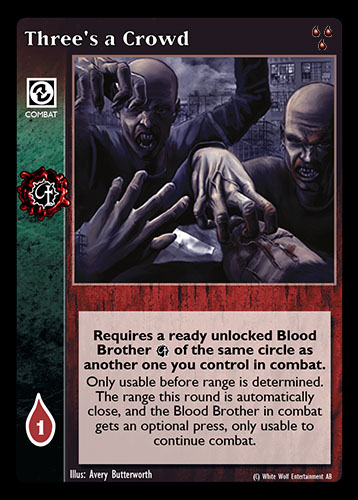 Three's a Crowd
COMBAT
Requires a ready unlocked Blood
Brother of the same circle as
another one you control in combat.
Only usable before range is determined.
The range this round is automatically
close, and the Blood Brother in combat
gets an optional press, only usable to
continue combat.
1
Illus: Avery Butterworth
(C) White Wolf Entertainment AB